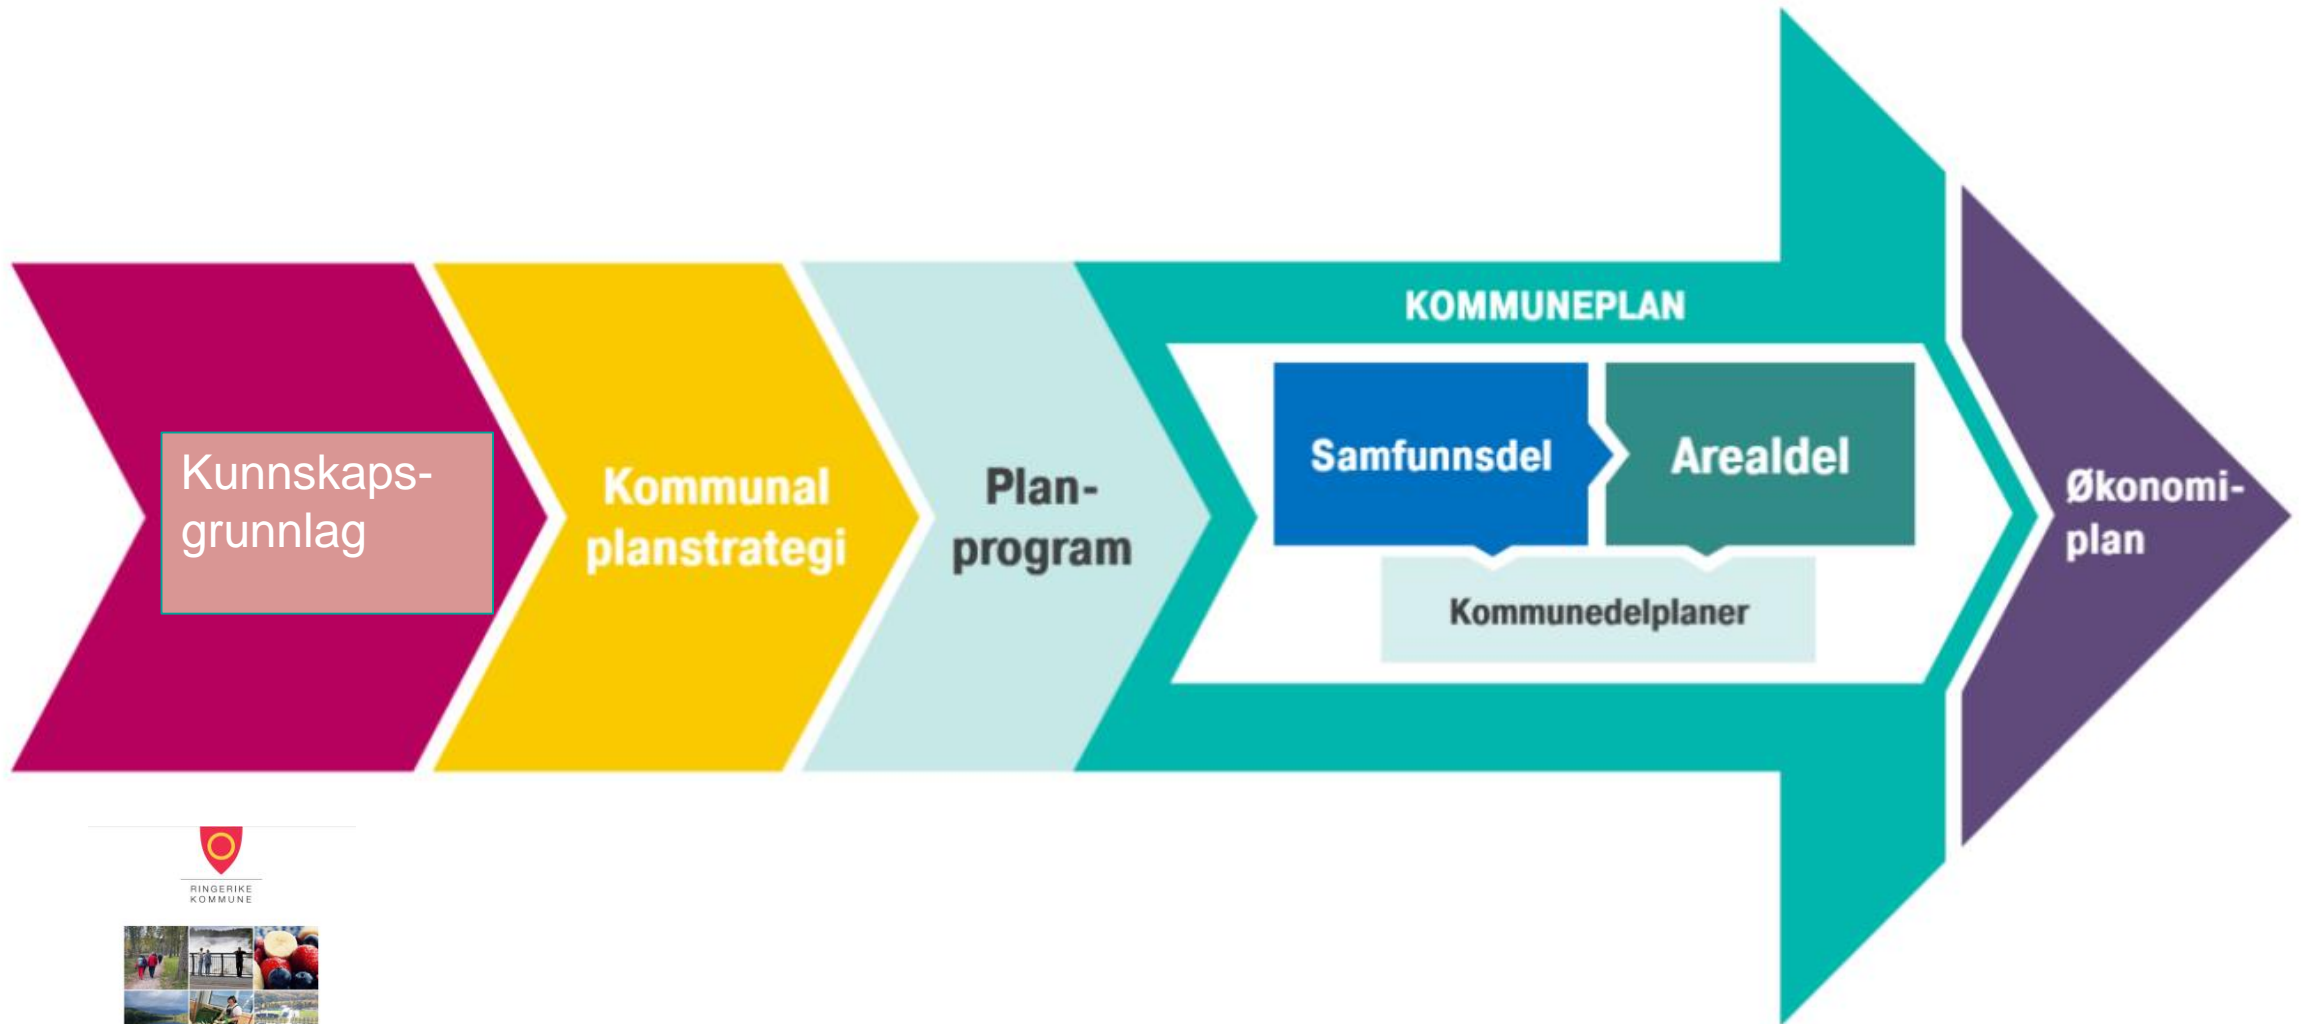 Kunnskaps-
grunnlag
Kommunal
planstrategi
Plan-
program
KOMMUNEPLAN
Samfunnsdel
Arealdel
Kommunedelplaner
Økonomi-
plan
RINGERIKE
KOMMUNE